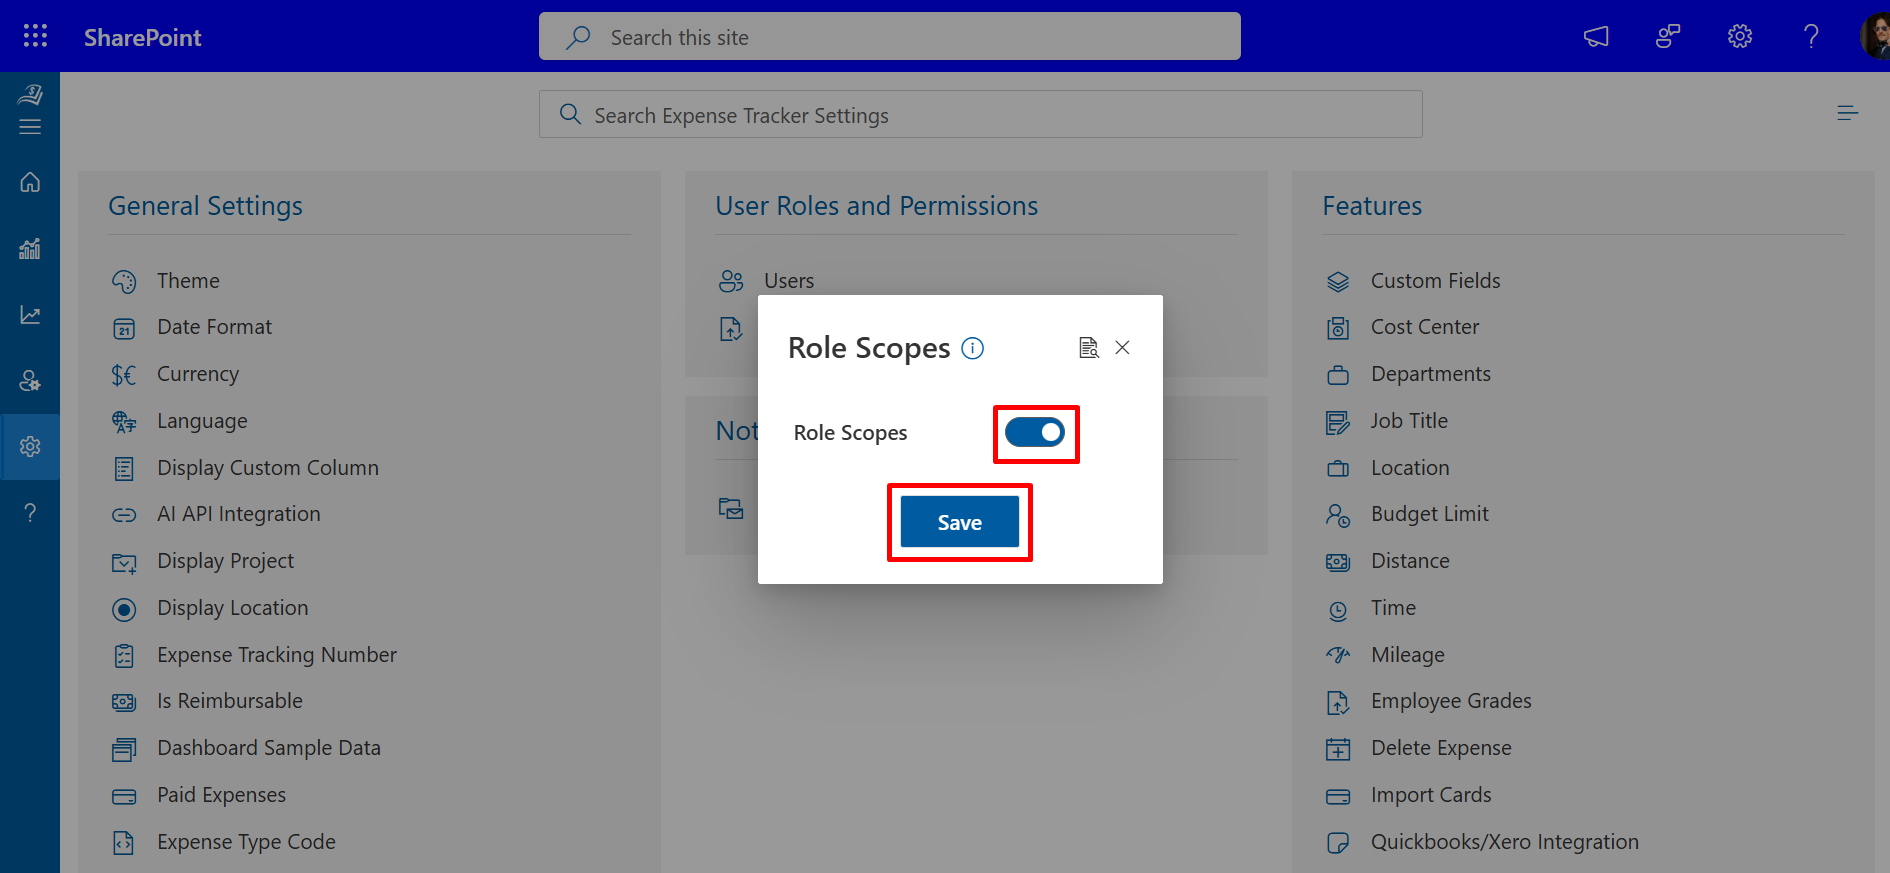 SharePoint
Search this site
Search Expense Tracker Settings
General Settings
Theme
21
Date Format
$€ Currency
Language
Display Custom Column
AI API Integration
Display Project
Display Location
Expense Tracking Number
Is Reimbursable
Dashboard Sample Data
Paid Expenses
Expense Type Code
User Roles and Permissions
Users
Not
Role Scopes
Role Scopes
Save
Features
Custom Fields
Cost Center
Departments
Job Title
Location
Budget Limit
Distance
Time
Mileage
Employee Grades
Delete Expense
Import Cards
Quickbooks/Xero Integration